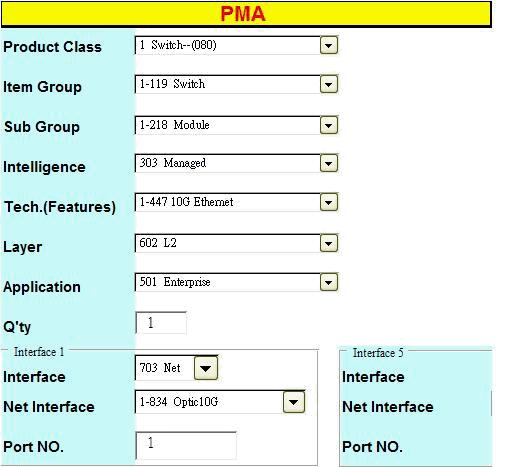 PMA
Product Class 1 Switch--(080)
Item Group 1-119 Switch
Sub Group 1-218 Module
Intelligence 303 Managed
Tech.(Features) 1-447 10G Ethernet
Layer 602 L2
Application 501 Enterprise
Q'ty 1
Interface 1 Interface 5
Interface 703 Net Interface
Net Interface 1-834 Optic10G Net Interface
Port NO. 1 Port NO.